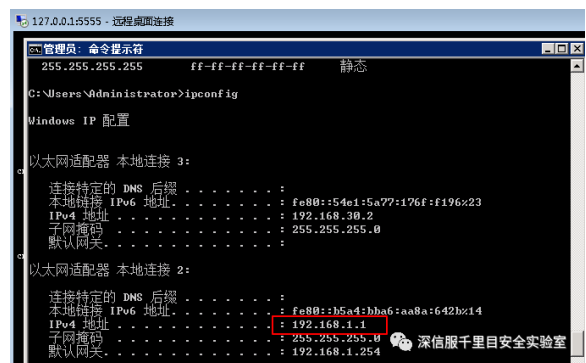 127.0.0.1:5555 - 远程桌面连接
管理员: 命令提示符
255.255.255.255 ff-ff-ff-ff-ff-ff 静态
C:\Users\Administrator>ipconfig
Windows IP 配置
以太网适配器 本地连接 3:
连接特定的 DNS 后缀 . . . . . . . :
本地链接 IPv6 地址. . . . . . . . : fe80::54e1:5a77:176f:f196%23
IPv4 地址 . . . . . . . . . . . . : 192.168.30.2
子网掩码 . . . . . . . . . . . . : 255.255.255.0
默认网关. . . . . . . . . . . . . :
以太网适配器 本地连接 2:
连接特定的 DNS 后缀 . . . . . . . :
本地链接 IPv6 地址. . . . . . . . : fe80::b5a4:bba6:aa8a:642b%14
IPv4 地址 . . . . . . . . . . . . : 192.168.1.1
子网掩码 . . . . . . . . . . . . : 255.255.255.0
默认网关. . . . . . . . . . . . . : 192.168.1.254
深信服千里目安全实验室